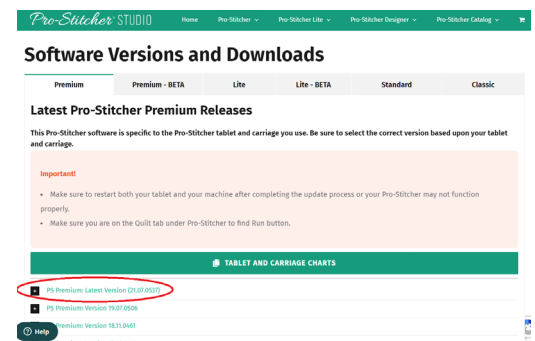 Pro-Stitcher STUDIO
Home
Pro-Stitcher
Pro-Stitcher Lite
Pro-Stitcher Designer
Pro-Stitcher Catalog
Software Versions and Downloads
Premium
Premium - BETA
Lite
Lite - BETA
Standard
Classic
Latest Pro-Stitcher Premium Releases
This Pro-Stitcher software is specific to the Pro-Stitcher tablet and carriage you use. Be sure to select the correct version based upon your tablet
and carriage.
Important!
• Make sure to restart both your tablet and your machine after completing the update process or your Pro-Stitcher may not function
properly.
• Make sure you are on the Quilt tab under Pro-Stitcher to find Run button.
TABLET AND CARRIAGE CHARTS
+ PS Premium: Latest Version (21.07.0537)
+ PS Premium: Version 19.07.0506
Premium: Version 18.11.0461
Help